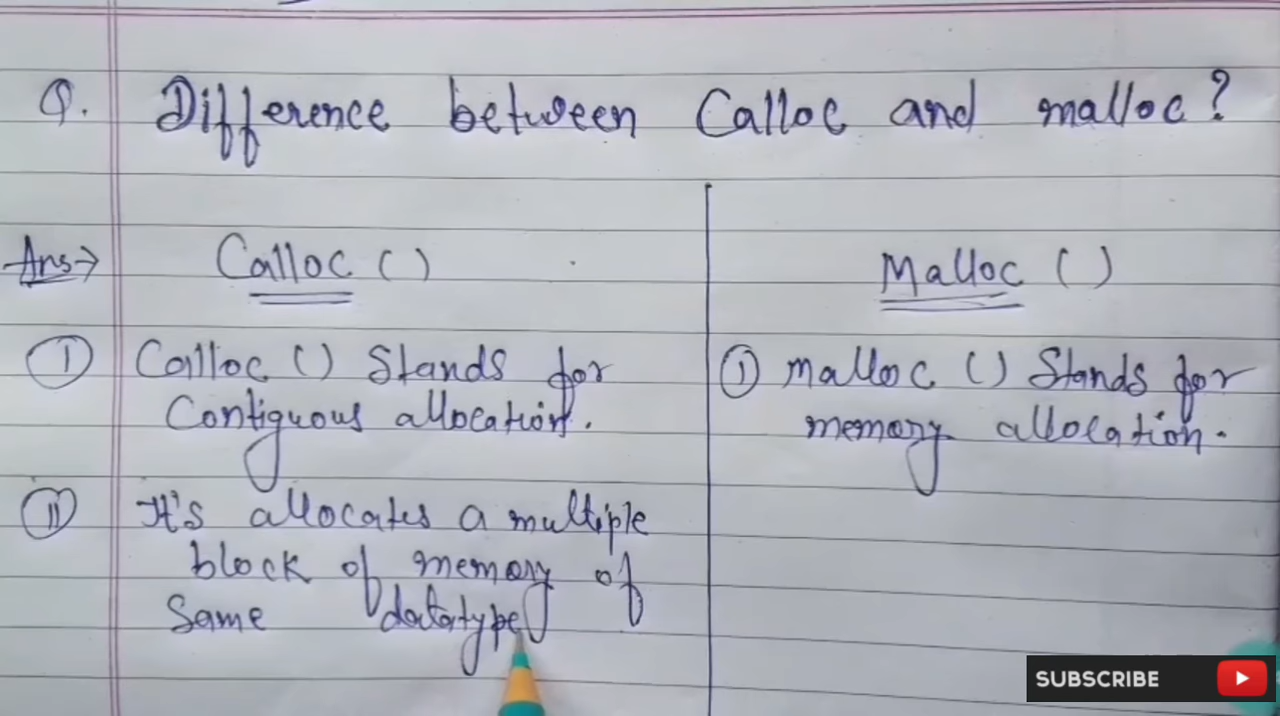 Q. Difference between Calloc and malloc?
Ans→ Calloc ()
Malloc ()
I Calloc () Stands for
Contiguous allocation.
II It's allocates a multiple
block of memory of
Same datatype
I malloc () Stands for
memory allocation.
SUBSCRIBE